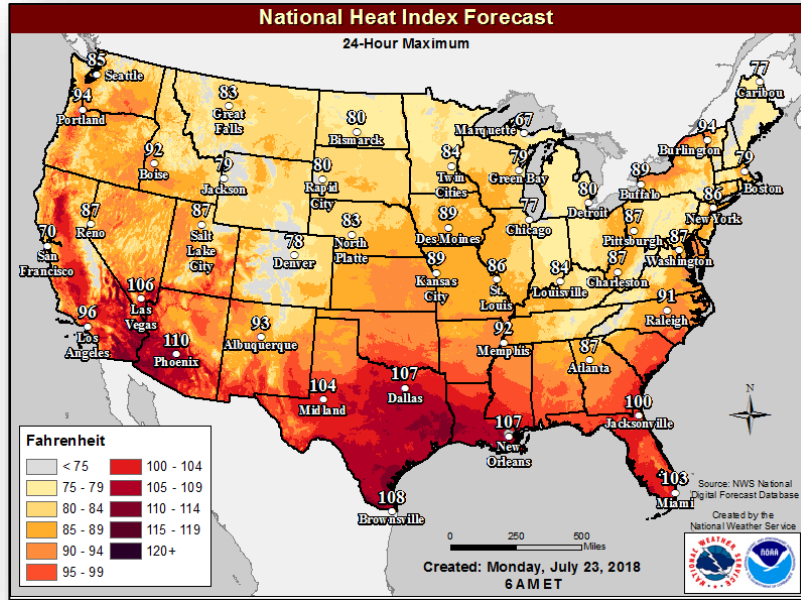 National Heat Index Forecast
24-Hour Maximum
85
Seattle
94
Portland
83
Great
Falls
80
Bismarck
67
Marquette
77
Caribou
94
Burlington
92
Boise
79
Jackson
80
Rapid
City
84
Twin
Cities
79
Green Bay
80
Detroit
89
Buffalo
79
Boston
86
New York
70
San
Francisco
87
Reno
87
Salt
Lake
City
78
Denver
83
North
Platte
89
Des Moines
77
Chicago
87
Pittsburgh
87
Washington
89
Kansas
City
86
St.
Louis
84
Louisville
87
Charleston
91
Raleigh
96
Los
Angeles
106
Las
Vegas
110
Phoenix
93
Albuquerque
92
Memphis
87
Atlanta
104
Midland
107
Dallas
107
New
Orleans
100
Jacksonville
103
Miami
108
Brownsville
N
Fahrenheit
< 75
75 - 79
80 - 84
85 - 89
90 - 94
95 - 99
100 - 104
105 - 109
110 - 114
115 - 119
120+
0 250 500
Miles
Created: Monday, July 23, 2018
6 AM ET
Source: NWS National
Digital Forecast Database
Created by the
National Weather Service
NATIONAL WEATHER SERVICE
NOAA